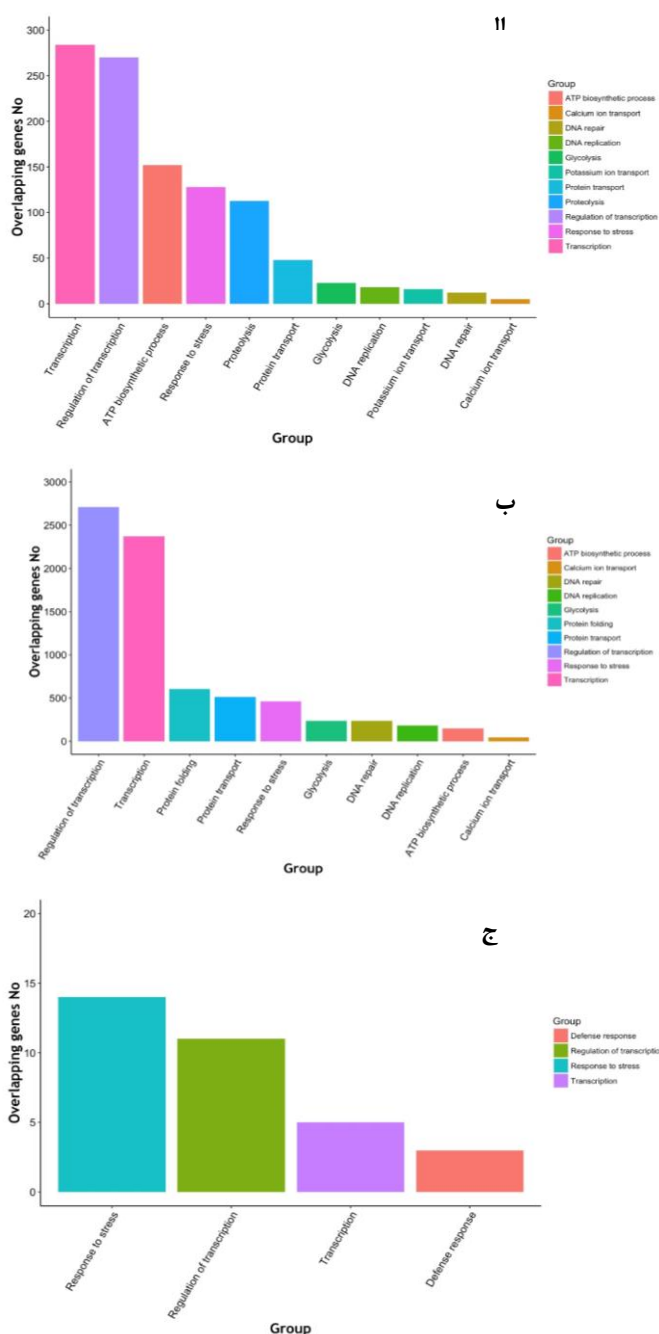 اا
300
250
200
150
100
50
0
Overlapping genes No
Transcription
Regulation of transcription
ATP biosynthetic process
Response to stress
Proteolysis
Protein transport
Glycolysis
DNA replication
Potassium ion transport
DNA repair
Calcium ion transport
Group
Group
ATP biosynthetic process
Calcium ion transport
DNA repair
DNA replication
Glycolysis
Potassium ion transport
Protein transport
Proteolysis
Regulation of transcription
Response to stress
Transcription
ب
3000
2500
2000
1500
1000
500
0
Overlapping genes No
Regulation of transcription
Transcription
Protein folding
Protein transport
Response to stress
Glycolysis
DNA repair
DNA replication
ATP biosynthetic process
Calcium ion transport
Group
Group
ATP biosynthetic process
Calcium ion transport
DNA repair
DNA replication
Glycolysis
Protein folding
Protein transport
Regulation of transcription
Response to stress
Transcription
ج
20
15
10
5
0
Overlapping genes No
Response to stress
Regulation of transcription
Transcription
Defense response
Group
Group
Defense response
Regulation of transcriptio
Response to stress
Transcription